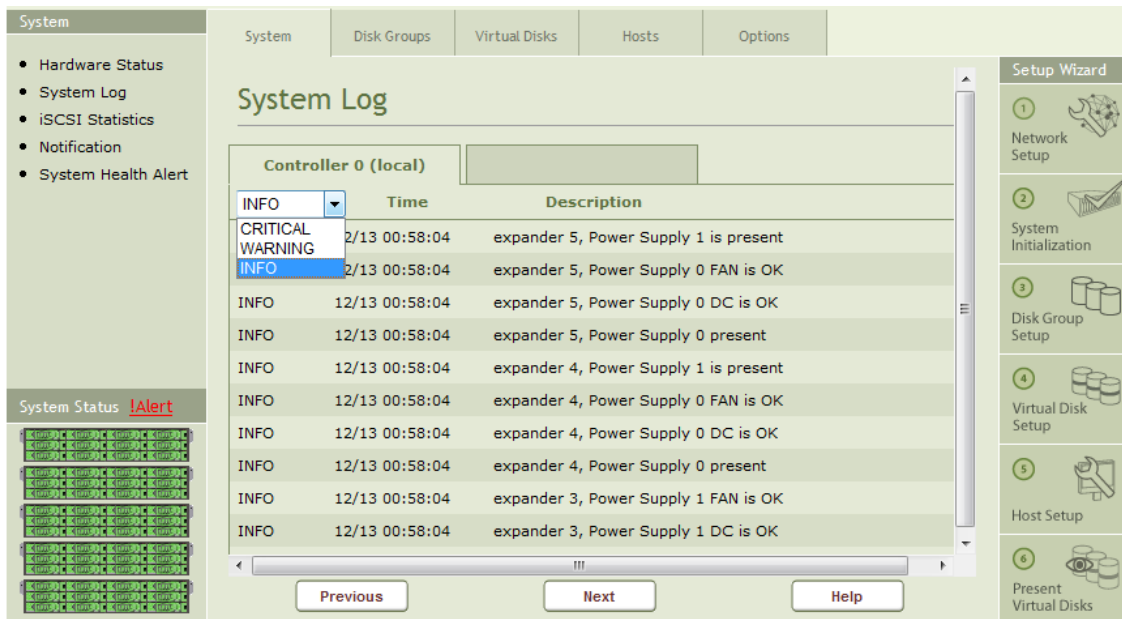 System
Hardware Status
System Log
iSCSI Statistics
Notification
System Health Alert
System Status !Alert
System
Disk Groups
Virtual Disks
Hosts
Options
System Log
Controller 0 (local)
INFO Time Description
CRITICAL
WARNING
INFO
2/13 00:58:04 expander 5, Power Supply 1 is present
2/13 00:58:04 expander 5, Power Supply 0 FAN is OK
INFO 12/13 00:58:04 expander 5, Power Supply 0 DC is OK
INFO 12/13 00:58:04 expander 5, Power Supply 0 present
INFO 12/13 00:58:04 expander 4, Power Supply 1 is present
INFO 12/13 00:58:04 expander 4, Power Supply 0 FAN is OK
INFO 12/13 00:58:04 expander 4, Power Supply 0 DC is OK
INFO 12/13 00:58:04 expander 4, Power Supply 0 present
INFO 12/13 00:58:04 expander 3, Power Supply 1 FAN is OK
INFO 12/13 00:58:04 expander 3, Power Supply 1 DC is OK
Previous
Next
Help
Setup Wizard
1
Network
Setup
2
System
Initialization
3
Disk Group
Setup
4
Virtual Disk
Setup
5
Host Setup
6
Present
Virtual Disks